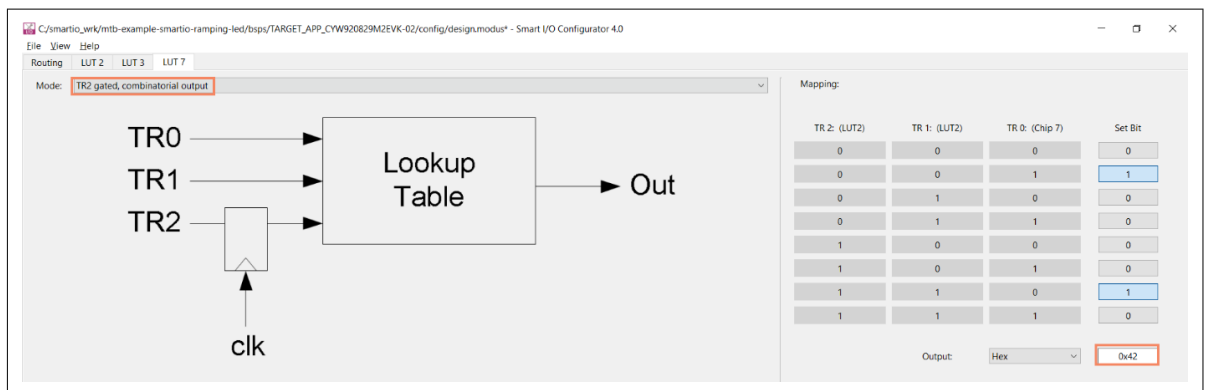 C:/smartio_wrk/mtb-example-smartio-ramping-led/bsps/TARGET_APP_CYW920829M2EVK-02/config/design.modus* - Smart I/O Configurator 4.0
File View Help
Routing LUT 2 LUT 3 LUT 7
Mode: TR2 gated, combinatorial output
TR0
TR1
TR2
Lookup
Table
Out
clk
Mapping:
TR 2: (LUT2) TR 1: (LUT2) TR 0: (Chip 7) Set Bit
0 0 0 0
0 0 1 1
0 1 0 0
0 1 1 0
1 0 0 0
1 0 1 0
1 1 0 1
1 1 1 0
Output: Hex 0x42